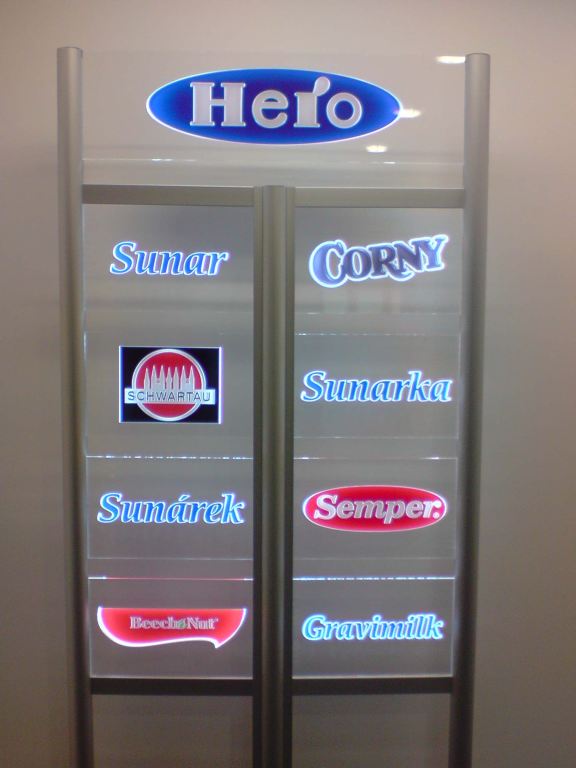 Hero
Sunar
CORNY
SCHWARTAU
Sunarka
Sunárek
Semper.
Beech-Nut
Gravimilk